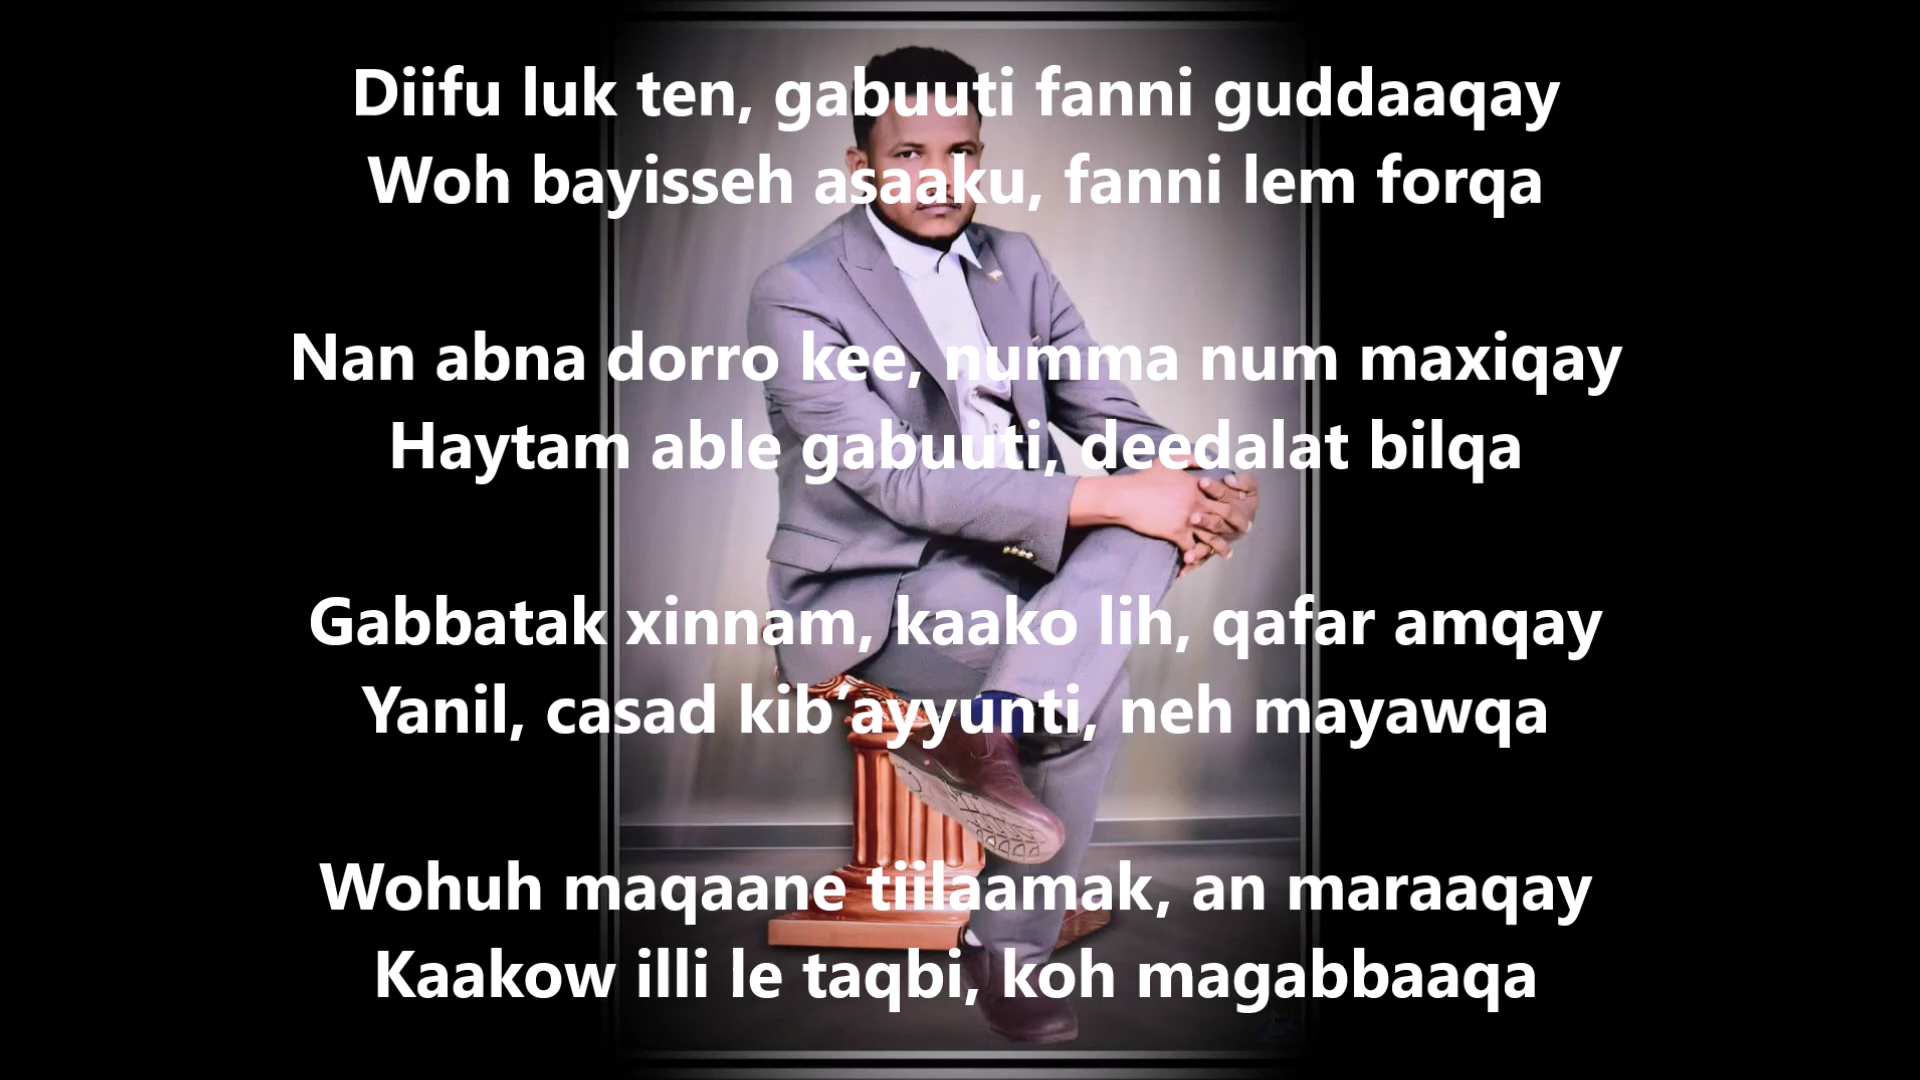 Diifu luk ten, gabuuti fanni guddaaqay
Woh bayisseh asaaku, fanni lem forqa
Nan abna dorro kee, numma num maxiqay
Haytam able gabuuti, deedalat bilqa
Gabbatak xinnam, kaako lih, qafar amqay
Yanil, casad kib´ayyunti, neh mayawqa
Wohuh maqaane tiilaamak, an maraaqay
Kaakow illi le taqbi, koh magabbaaqa